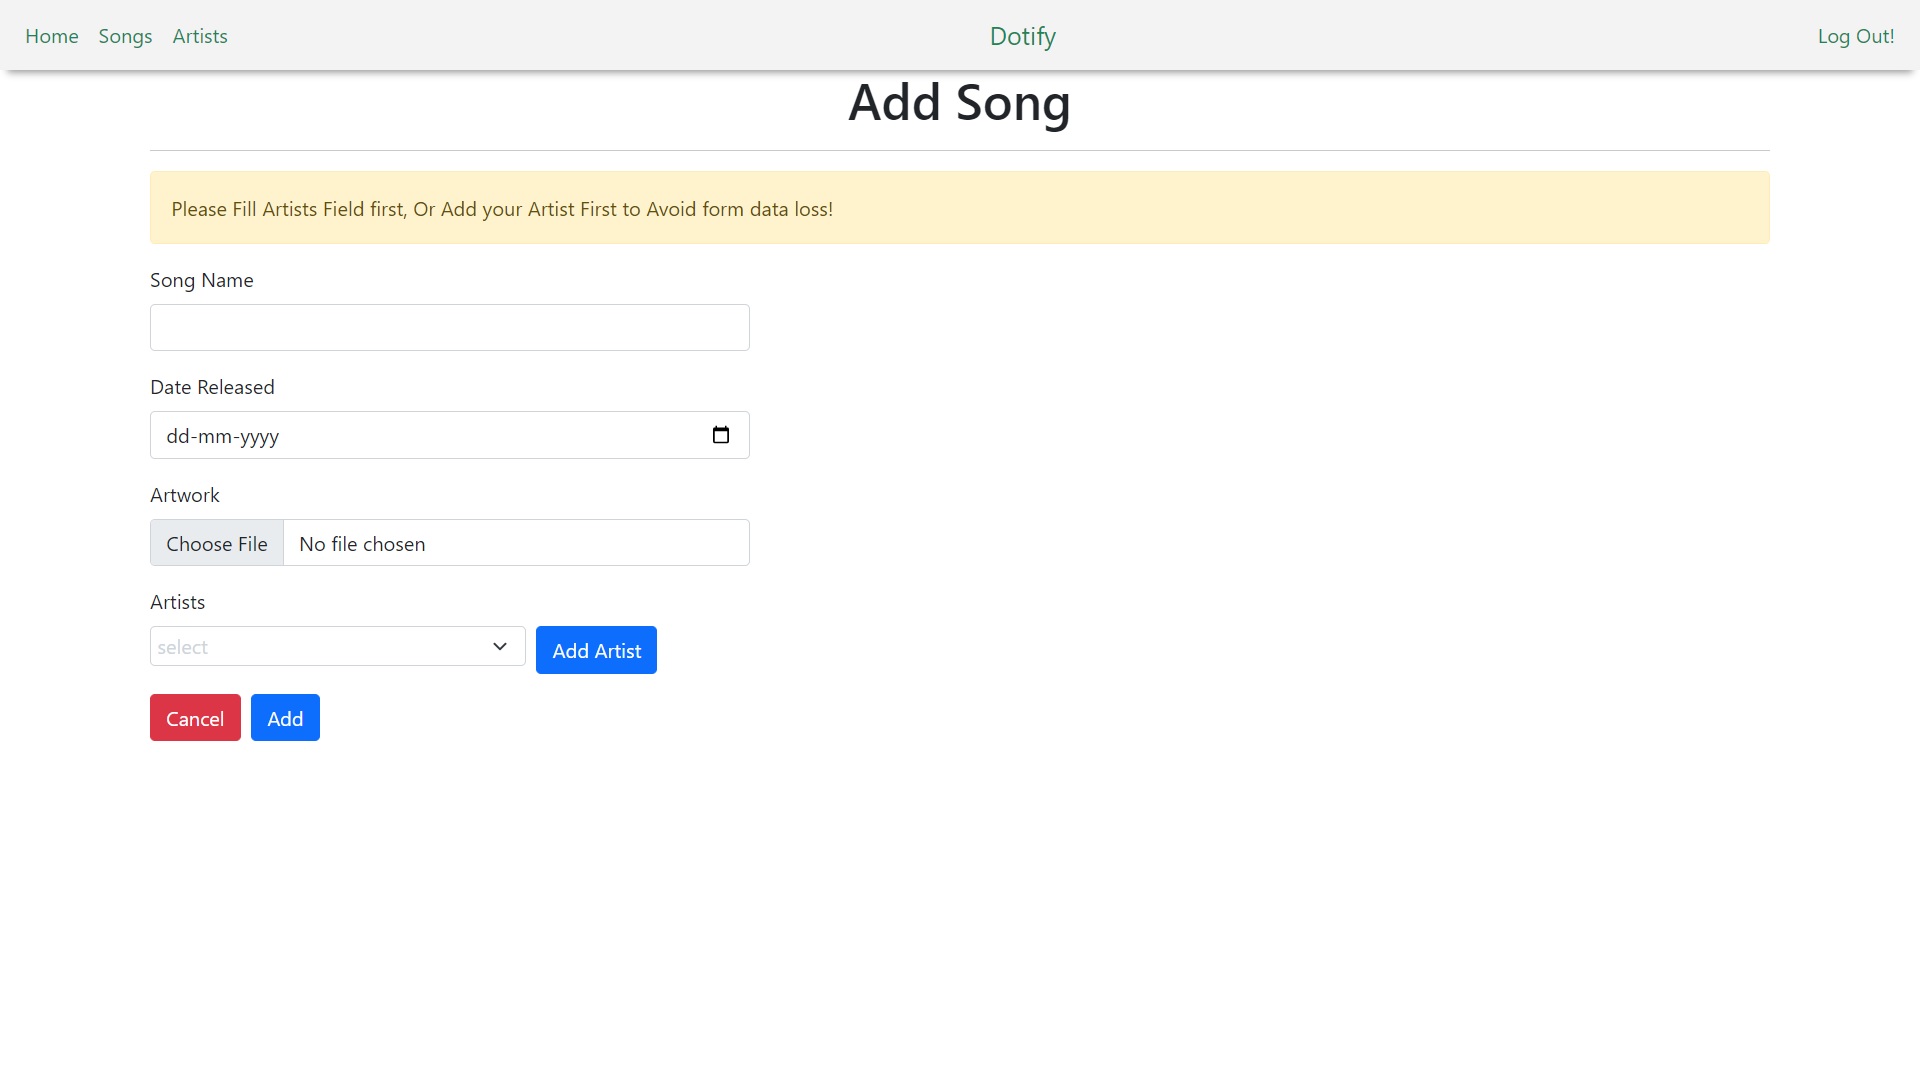 Home Songs Artists Dotify Log Out!
Add Song
Please Fill Artists Field first, Or Add your Artist First to Avoid form data loss!
Song Name
Date Released
dd-mm-yyyy
Artwork
Choose File No file chosen
Artists
select Add Artist
Cancel Add